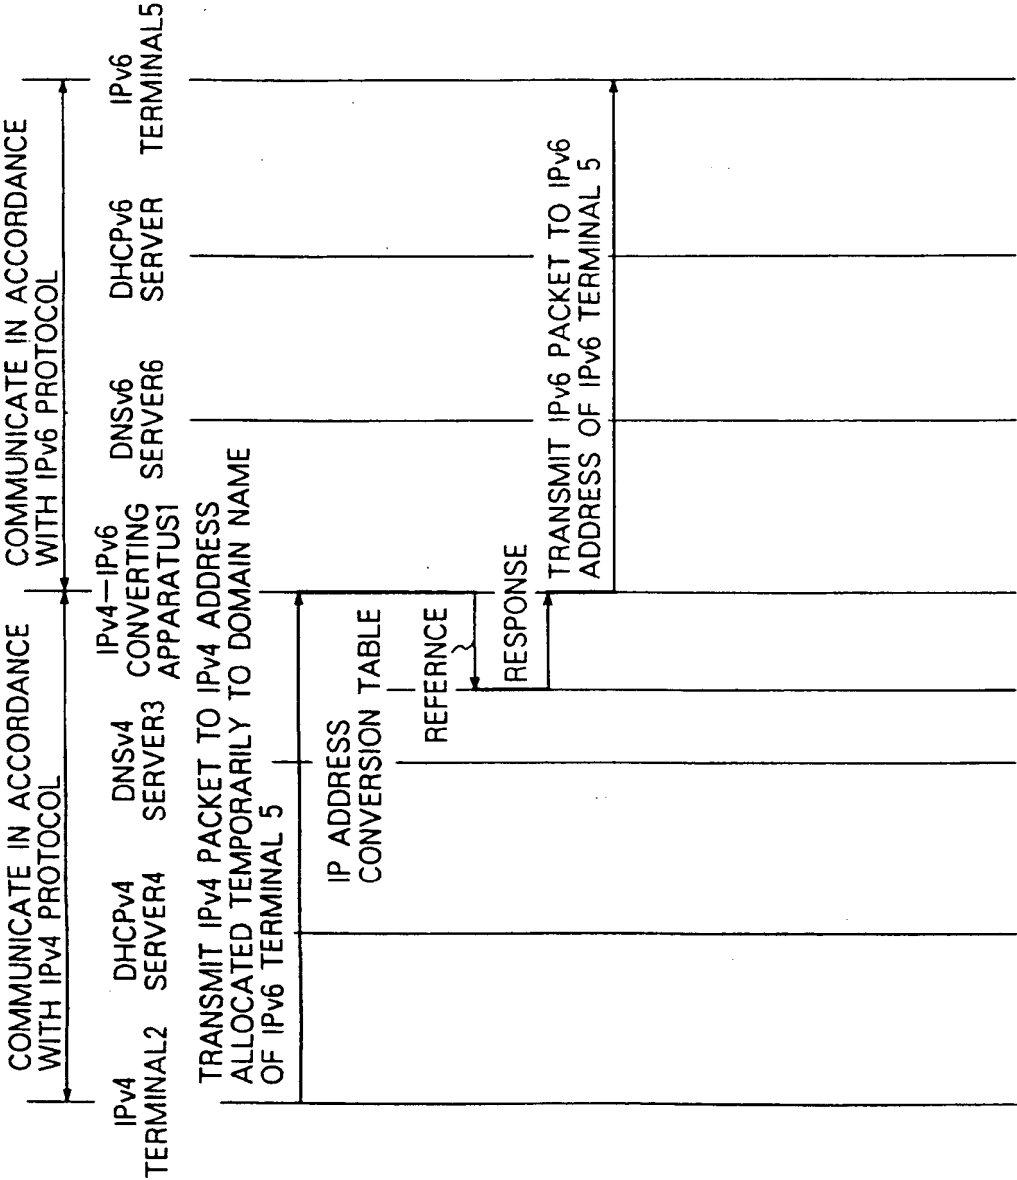 COMMUNICATE IN ACCORDANCE
WITH IPv4 PROTOCOL
COMMUNICATE IN ACCORDANCE
WITH IPv6 PROTOCOL
IPv4
TERMINAL2
DHCPv4
SERVER4
DNSv4
SERVER3
IPv4—IPv6
CONVERTING
APPARATUS1
DNSv6
SERVER6
DHCPv6
SERVER
IPv6
TERMINAL5
TRANSMIT IPv4 PACKET TO IPv4 ADDRESS
ALLOCATED TEMPORARILY TO DOMAIN NAME
OF IPv6 TERMINAL 5
IP ADDRESS
CONVERSION TABLE
REFERNCE
RESPONSE
TRANSMIT IPv6 PACKET TO IPv6
ADDRESS OF IPv6 TERMINAL 5